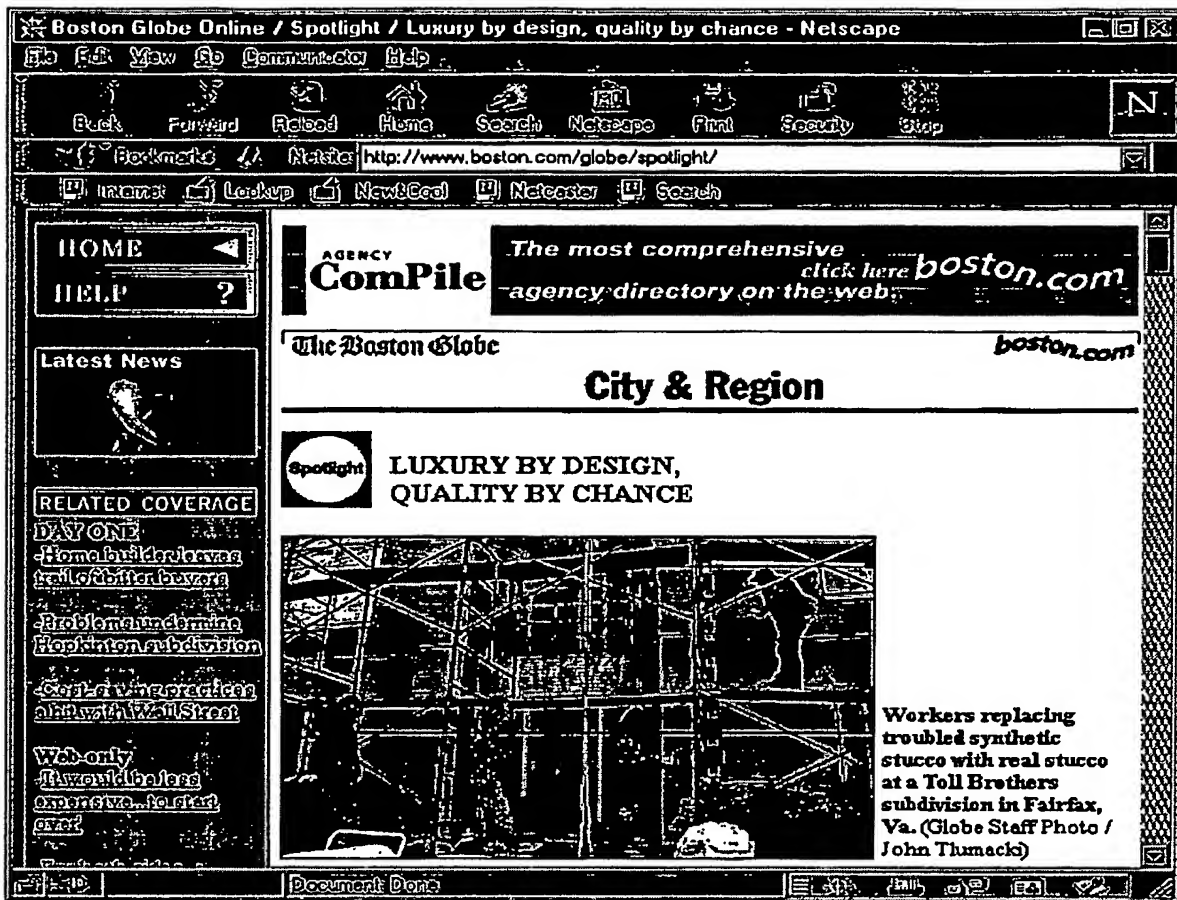 Boston Globe Online / Spotlight / Luxury by design, quality by chance - Netscape
File Edit View Go Communicator Help
Back Forward Reload Home Search Netscape Print Security Stop
N
Bookmarks Netsite: http://www.boston.com/globe/spotlight/
Internet Lookup New&Cool Netcaster Search
HOME
HELP ?
Latest News
RELATED COVERAGE
DAY ONE
-Home builder leaves
trail of bitter buyers
-Problems undermine
Hopkinton subdivision
-Cost-saving practices
a hit with Wall Street
Web-only
-It would be less
expensive...to start
over
AGENCY
ComPile
The most comprehensive
click here boston.com
agency directory on the web.
The Boston Globe
boston.com
City & Region
Spotlight
LUXURY BY DESIGN,
QUALITY BY CHANCE
Workers replacing
troubled synthetic
stucco with real stucco
at a Toll Brothers
subdivision in Fairfax,
Va. (Globe Staff Photo /
John Tlumacki)
Document: Done